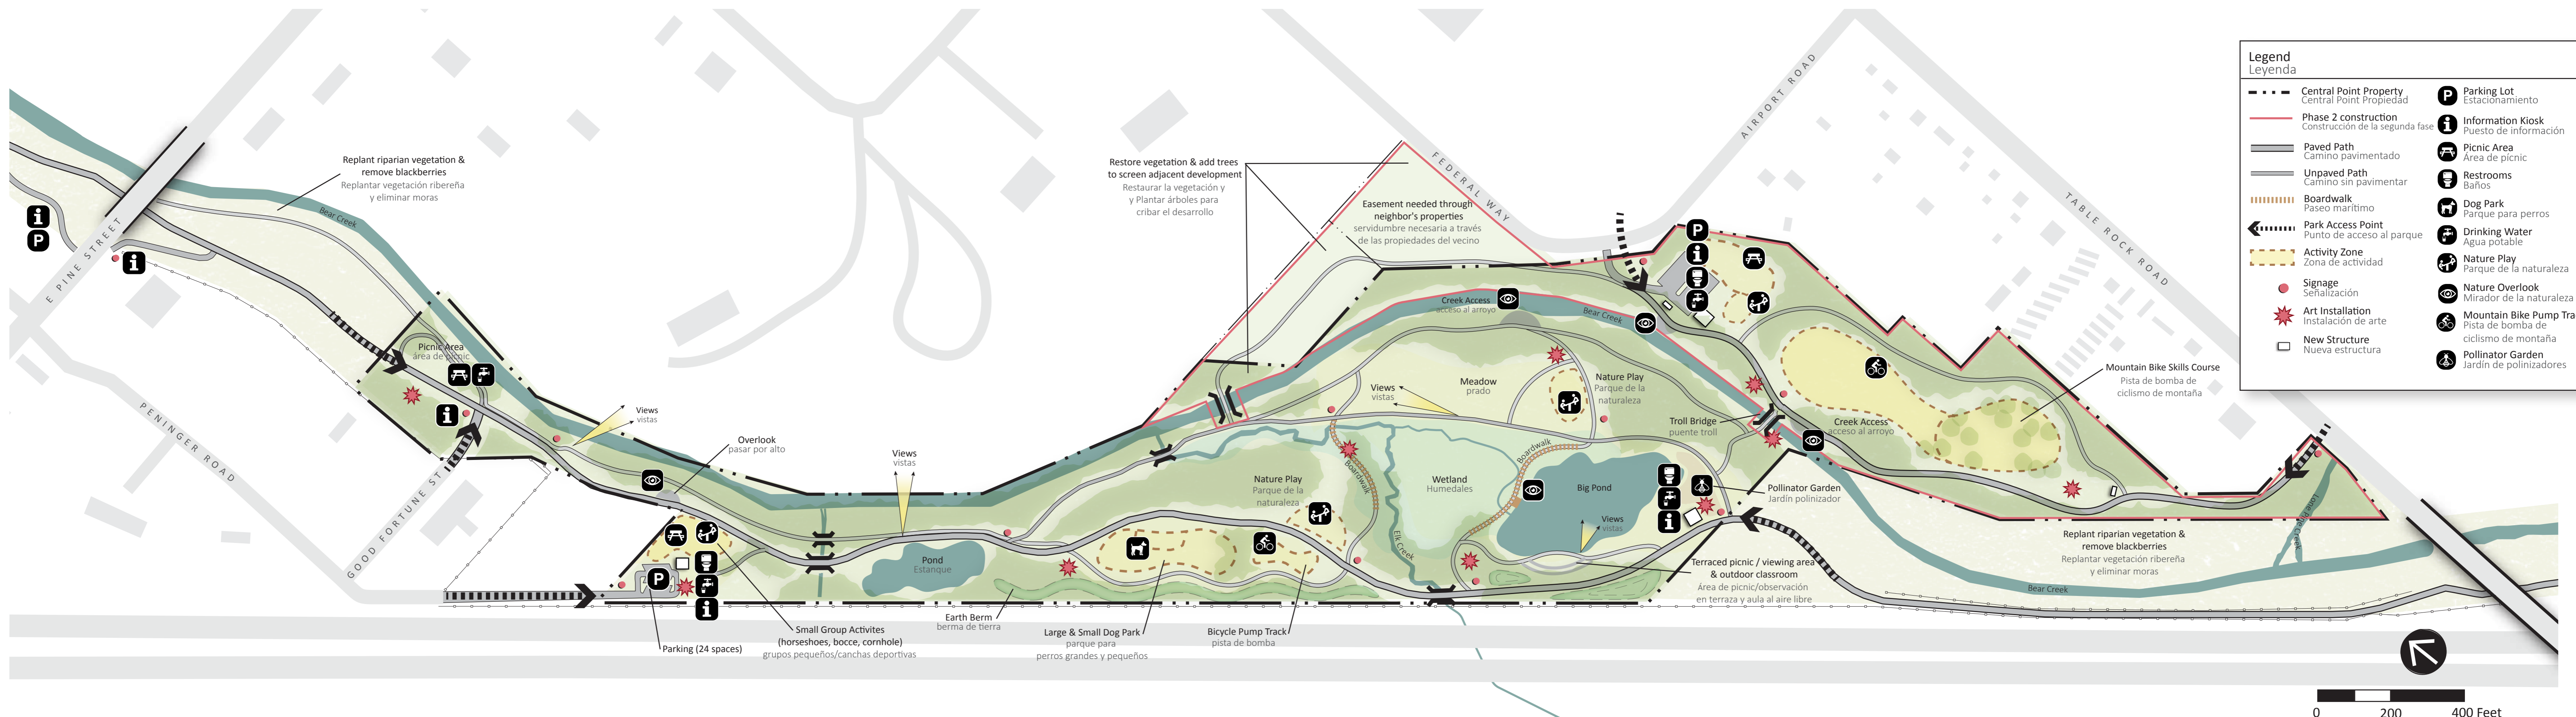 E PINE STREET
Replant riparian vegetation &
remove blackberries
Replantar vegetación ribereña
y eliminar moras
Bear Creek
PENINGER ROAD
GOOD FORTUNE ST
Picnic Area
área de picnic
Views
vistas
Overlook
pasar por alto
Views
vistas
Pond
Estanque
Parking (24 spaces)
Small Group Activites
(horseshoes, bocce, cornhole)
grupos pequeños/canchas deportivas
Earth Berm
berma de tierra
Large & Small Dog Park
parque para
perros grandes y pequeños
Bicycle Pump Track
pista de bomba
Restore vegetation & add trees
to screen adjacent development
Restaurar la vegetación y
y Plantar árboles para
cribar el desarrollo
FEDERAL WAY
Easement needed through
neighbor's properties
servidumbre necesaria a través
de las propiedades del vecino
Creek Access
acceso al arroyo
Bear Creek
Views
vistas
Meadow
prado
Nature Play
Parque de la
naturaleza
Nature Play
Parque de la
naturaleza
Boardwalk
Wetland
Humedales
Boardwalk
Elk Creek
Big Pond
Views
vistas
Troll Bridge
puente troll
Creek Access
acceso al arroyo
Pollinator Garden
Jardín polinizador
Terraced picnic / viewing area
& outdoor classroom
Área de picnic/observación
en terraza y aula al aire libre
AIRPORT ROAD
TABLE ROCK ROAD
Mountain Bike Skills Course
Pista de bomba de
ciclismo de montaña
Replant riparian vegetation &
remove blackberries
Replantar vegetación ribereña
y eliminar moras
Bear Creek
Lone Pine Creek
Legend
Leyenda
Central Point Property
Central Point Propiedad
Phase 2 construction
Construcción de la segunda fase
Paved Path
Camino pavimentado
Unpaved Path
Camino sin pavimentar
Boardwalk
Paseo marítimo
Park Access Point
Punto de acceso al parque
Activity Zone
Zona de actividad
Signage
Señalización
Art Installation
Instalación de arte
New Structure
Nueva estructura
P Parking Lot
Estacionamiento
i Information Kiosk
Puesto de información
Picnic Area
Área de pícnic
Restrooms
Baños
Dog Park
Parque para perros
Drinking Water
Agua potable
Nature Play
Parque de la naturaleza
Nature Overlook
Mirador de la naturaleza
Mountain Bike Pump Tra
Pista de bomba de
ciclismo de montaña
Pollinator Garden
Jardín de polinizadores
0 200 400 Feet